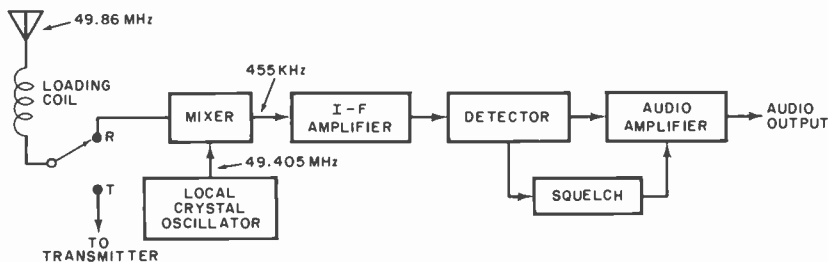 49.86 MHz
LOADING
COIL
R
T
TO
TRANSMITTER
MIXER
455KHz
49.405 MHz
LOCAL
CRYSTAL
OSCILLATOR
I-F
AMPLIFIER
DETECTOR
SQUELCH
AUDIO
AMPLIFIER
AUDIO
OUTPUT